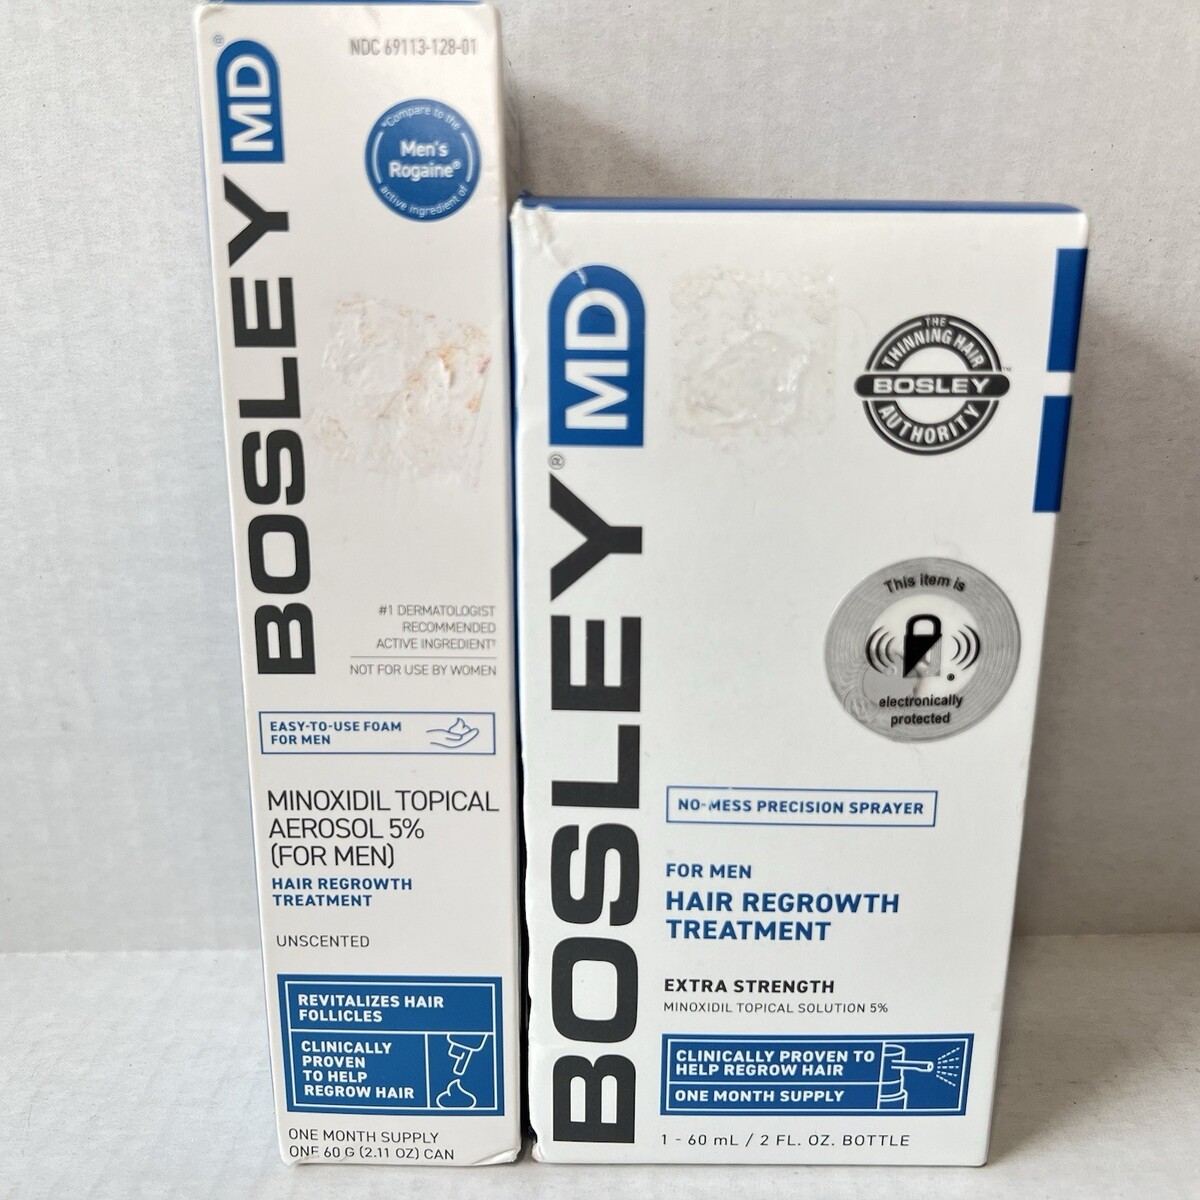 NDC 69113-128-01
BOSLEY MD®
"Compare to the
Men's
Rogaine®
active ingredient of
#1 DERMATOLOGIST
RECOMMENDED
ACTIVE INGREDIENT†
NOT FOR USE BY WOMEN
EASY-TO-USE FOAM
FOR MEN
MINOXIDIL TOPICAL
AEROSOL 5%
(FOR MEN)
HAIR REGROWTH
TREATMENT
UNSCENTED
REVITALIZES HAIR
FOLLICLES
CLINICALLY
PROVEN
TO HELP
REGROW HAIR
ONE MONTH SUPPLY
ONE 60 G (2.11 OZ) CAN
BOSLEY® MD
THE
THINNING HAIR
BOSLEY™
AUTHORITY
This item is
®
electronically
protected
NO-MESS PRECISION SPRAYER
FOR MEN
HAIR REGROWTH
TREATMENT
EXTRA STRENGTH
MINOXIDIL TOPICAL SOLUTION 5%
CLINICALLY PROVEN TO
HELP REGROW HAIR
ONE MONTH SUPPLY
1 - 60 mL / 2 FL. OZ. BOTTLE